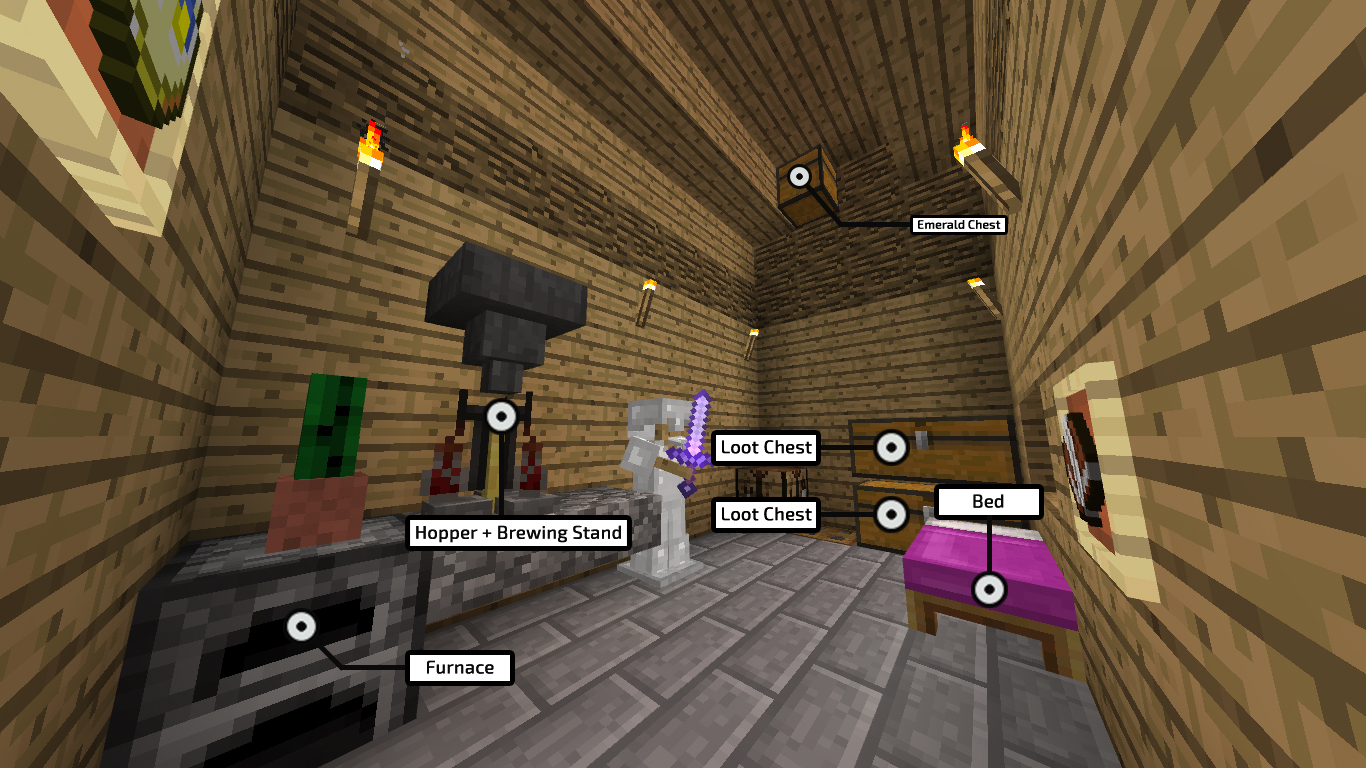 Emerald Chest
Loot Chest
Bed
Loot Chest
Hopper + Brewing Stand
Furnace